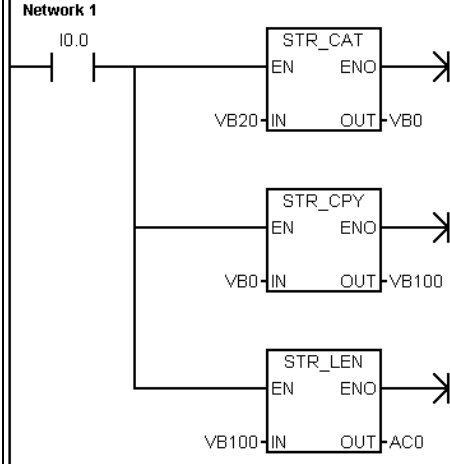 Network 1
I0.0
STR_CAT
EN ENO
VB20 IN OUT VB0
STR_CPY
EN ENO
VB0 IN OUT VB100
STR_LEN
EN ENO
VB100 IN OUT AC0